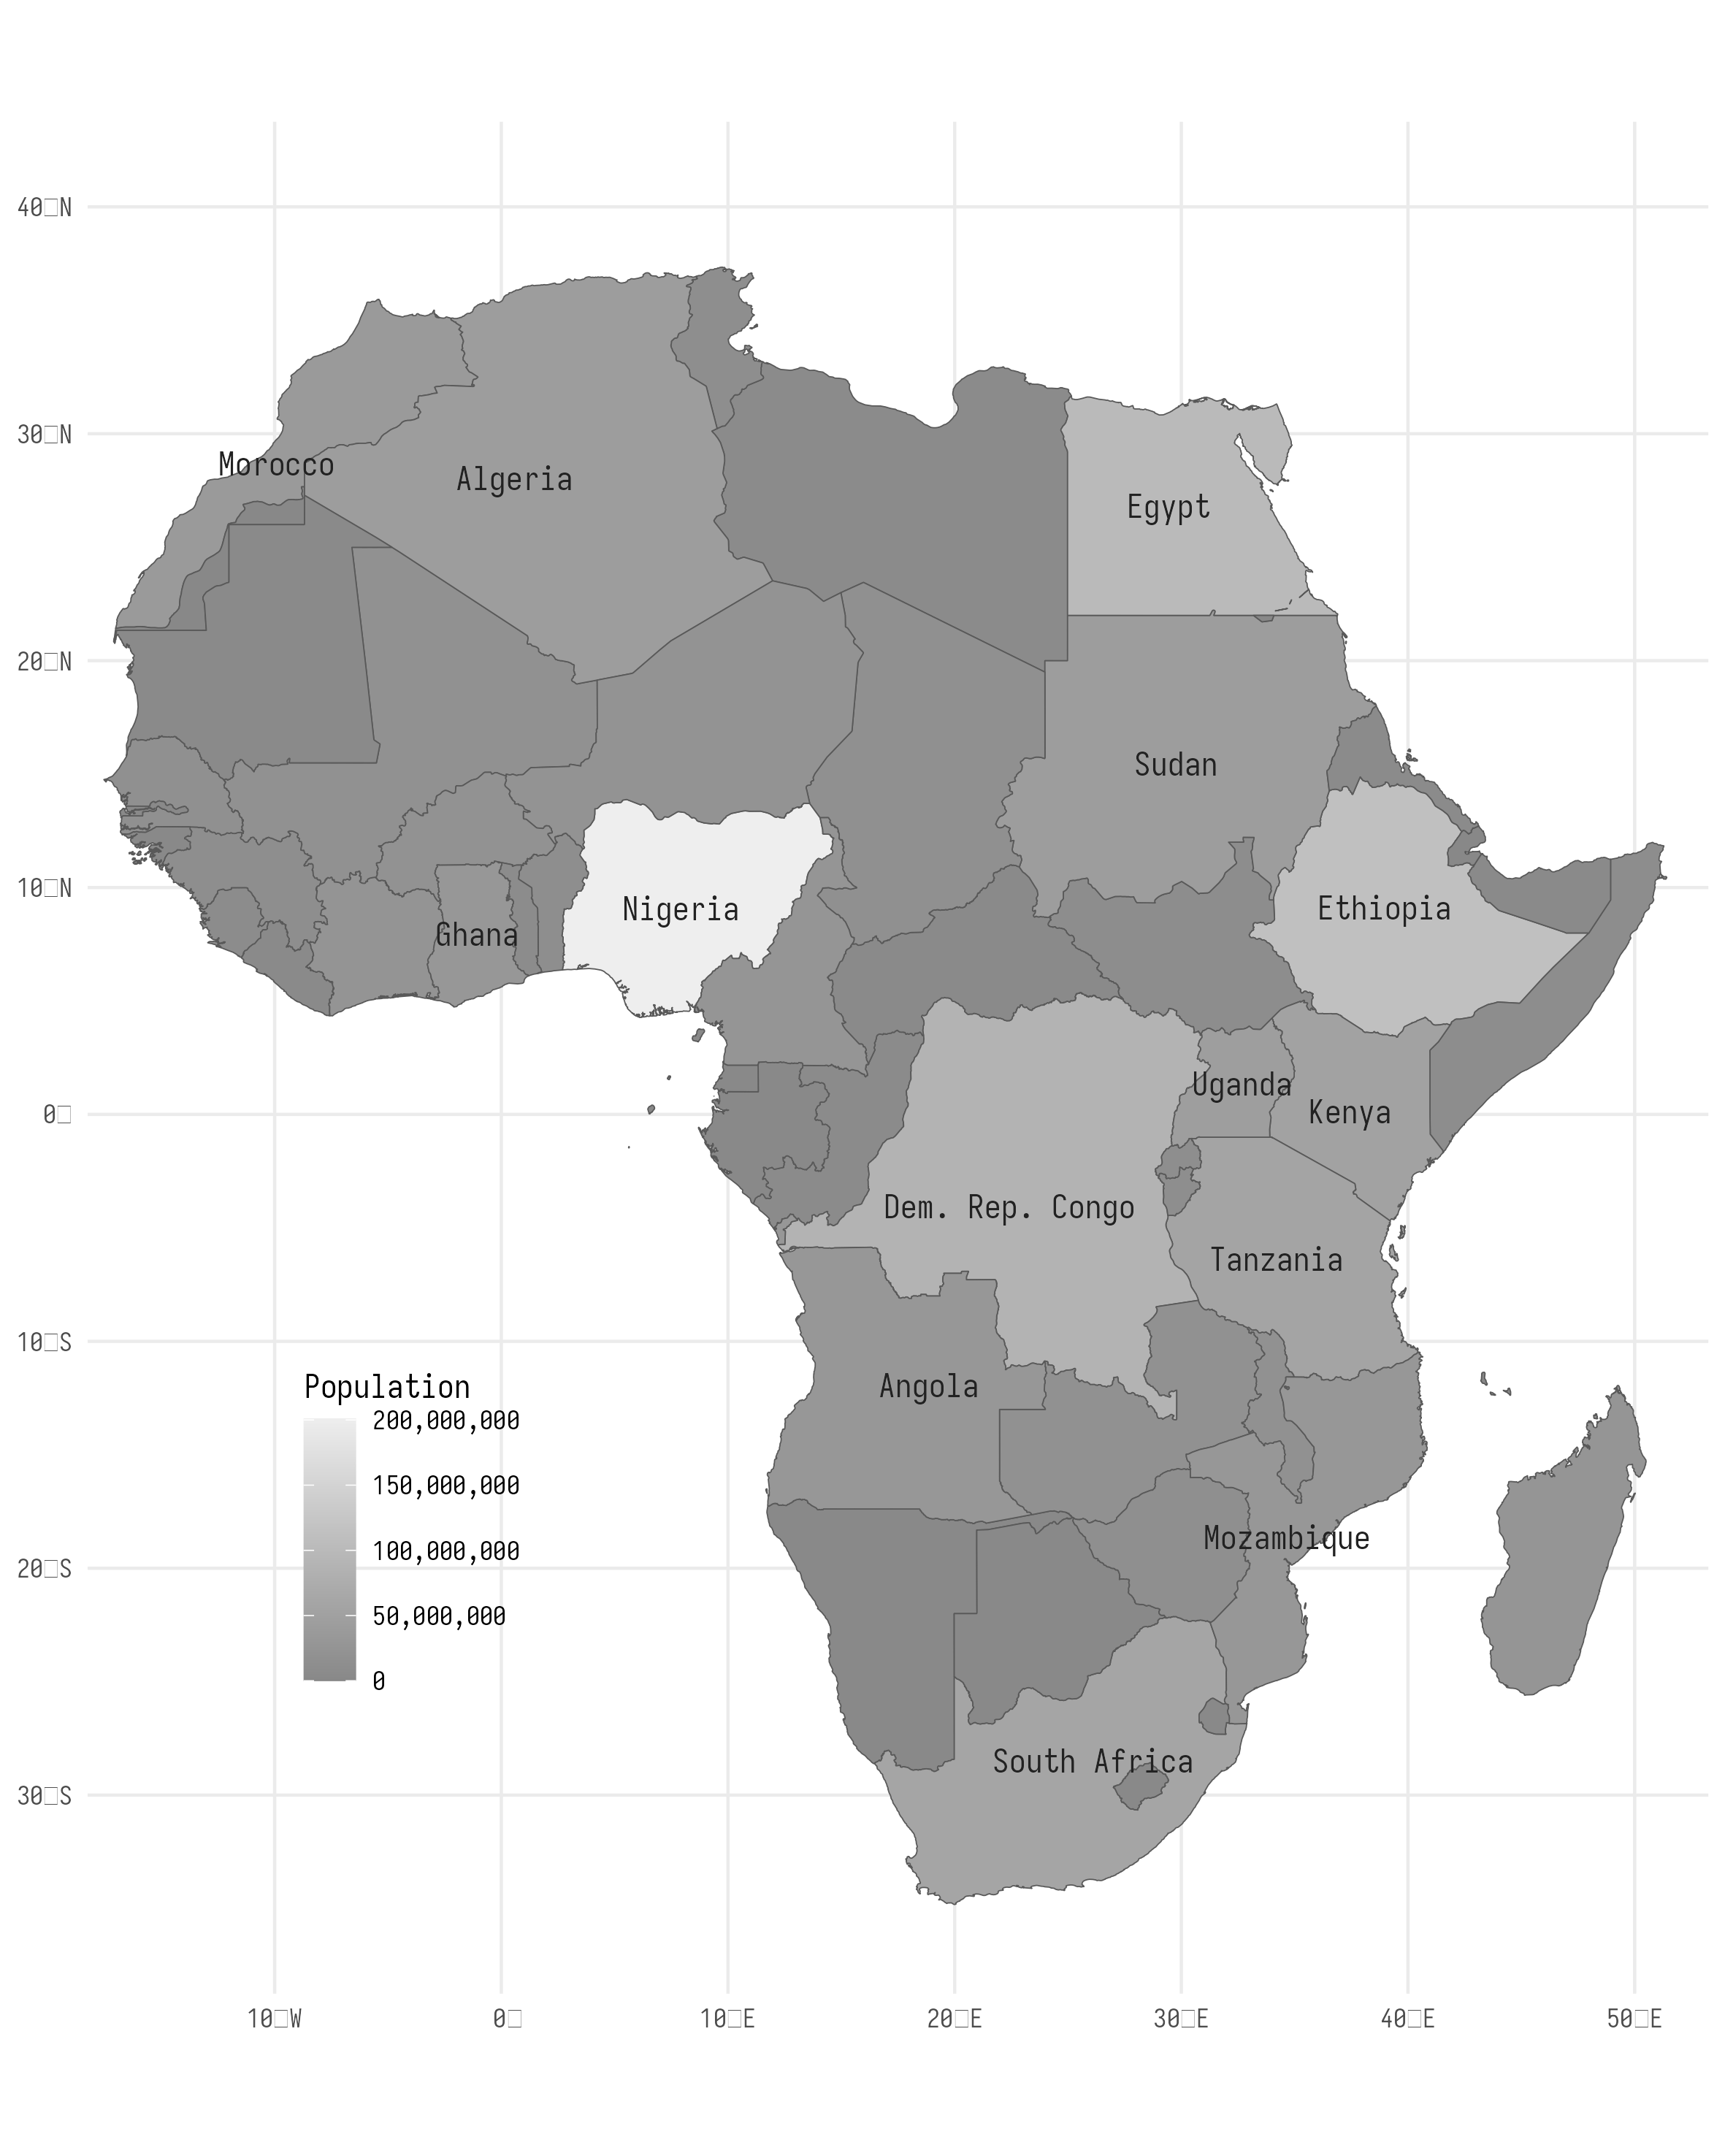 40□N
30□N
Morocco
Algeria
Egypt
20□N
Sudan
10□N
Nigeria
Ethiopia
Ghana
Uganda
0□
Kenya
Dem. Rep. Congo
Tanzania
10□S
Angola
Population
200,000,000
150,000,000
100,000,000
50,000,000
0
Mozambique
20□S
South Africa
30□S
10□W
0□
10□E
20□E
30□E
40□E
50□E